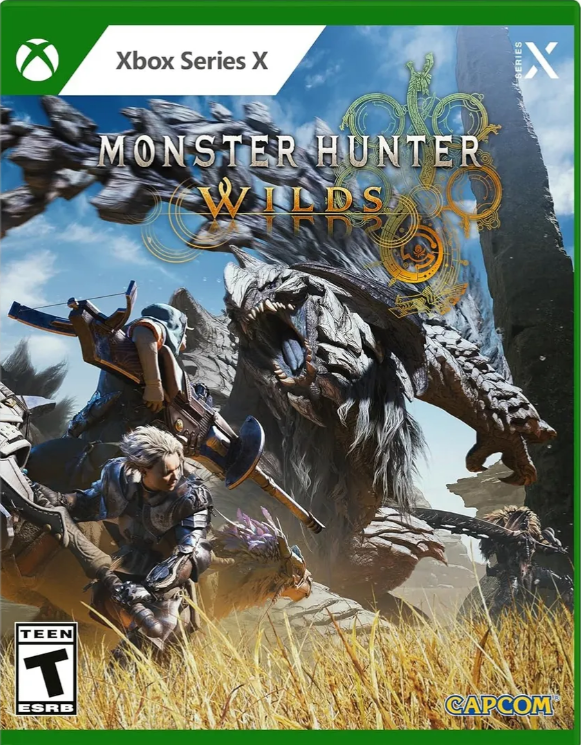 Xbox Series X
SERIES X
MONSTER HUNTER
WILDS
TEEN
T
ESRB
CAPCOM